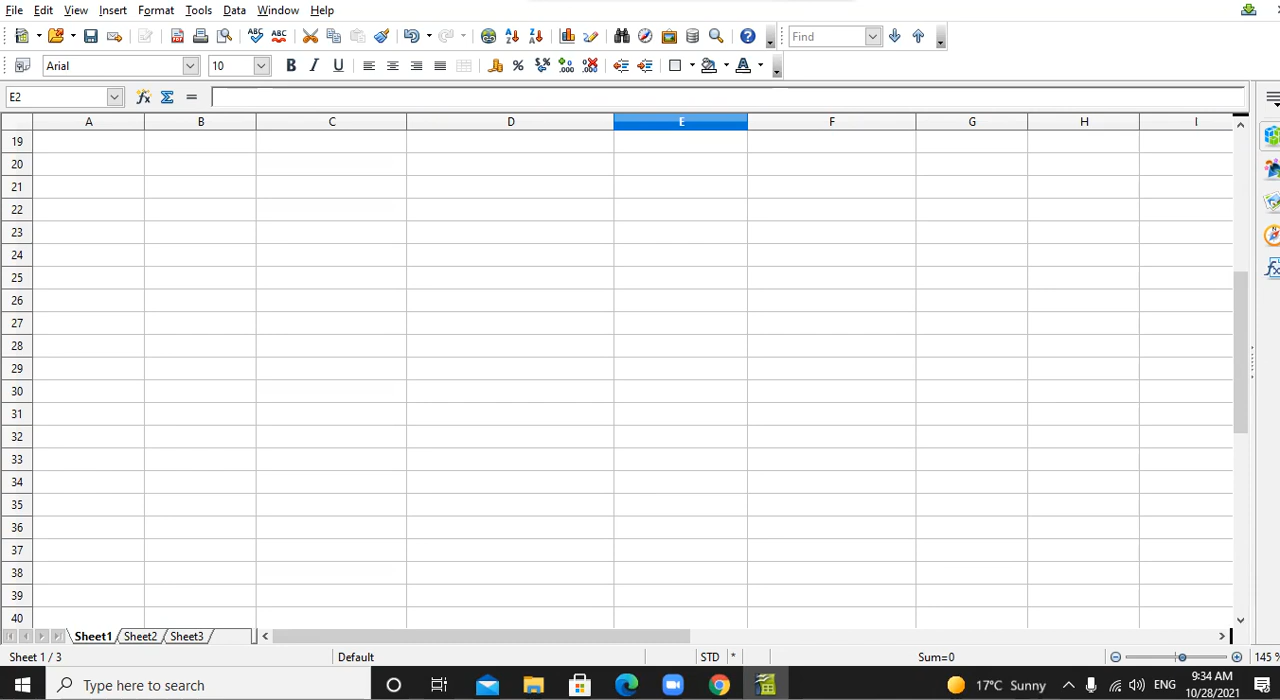 File Edit View Insert Format Tools Data Window Help
ABC ABC Find
Arial 10 B I U % A
E2 fx Σ =
A B C D E F G H I
19
20
21
22
23
24
25
26
27
28
29
30
31
32
33
34
35
36
37
38
39
40
Sheet1 Sheet2 Sheet3
Sheet 1 / 3 Default STD * Sum=0 145 %
Type here to search 17°C Sunny ENG 9:34 AM
10/28/2021